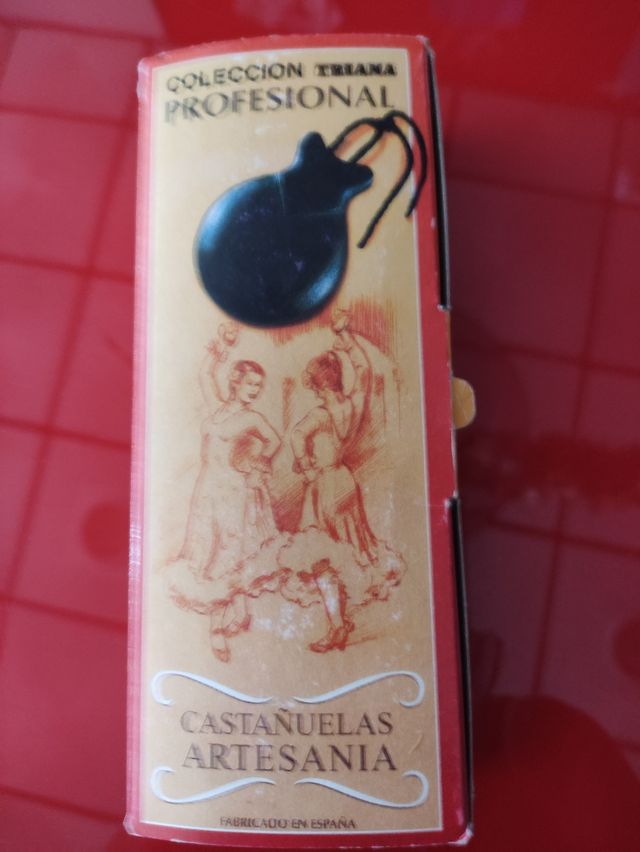 COLECCION TRIANA
PROFESIONAL
CASTAÑUELAS
ARTESANIA
FABRICADO EN ESPAÑA